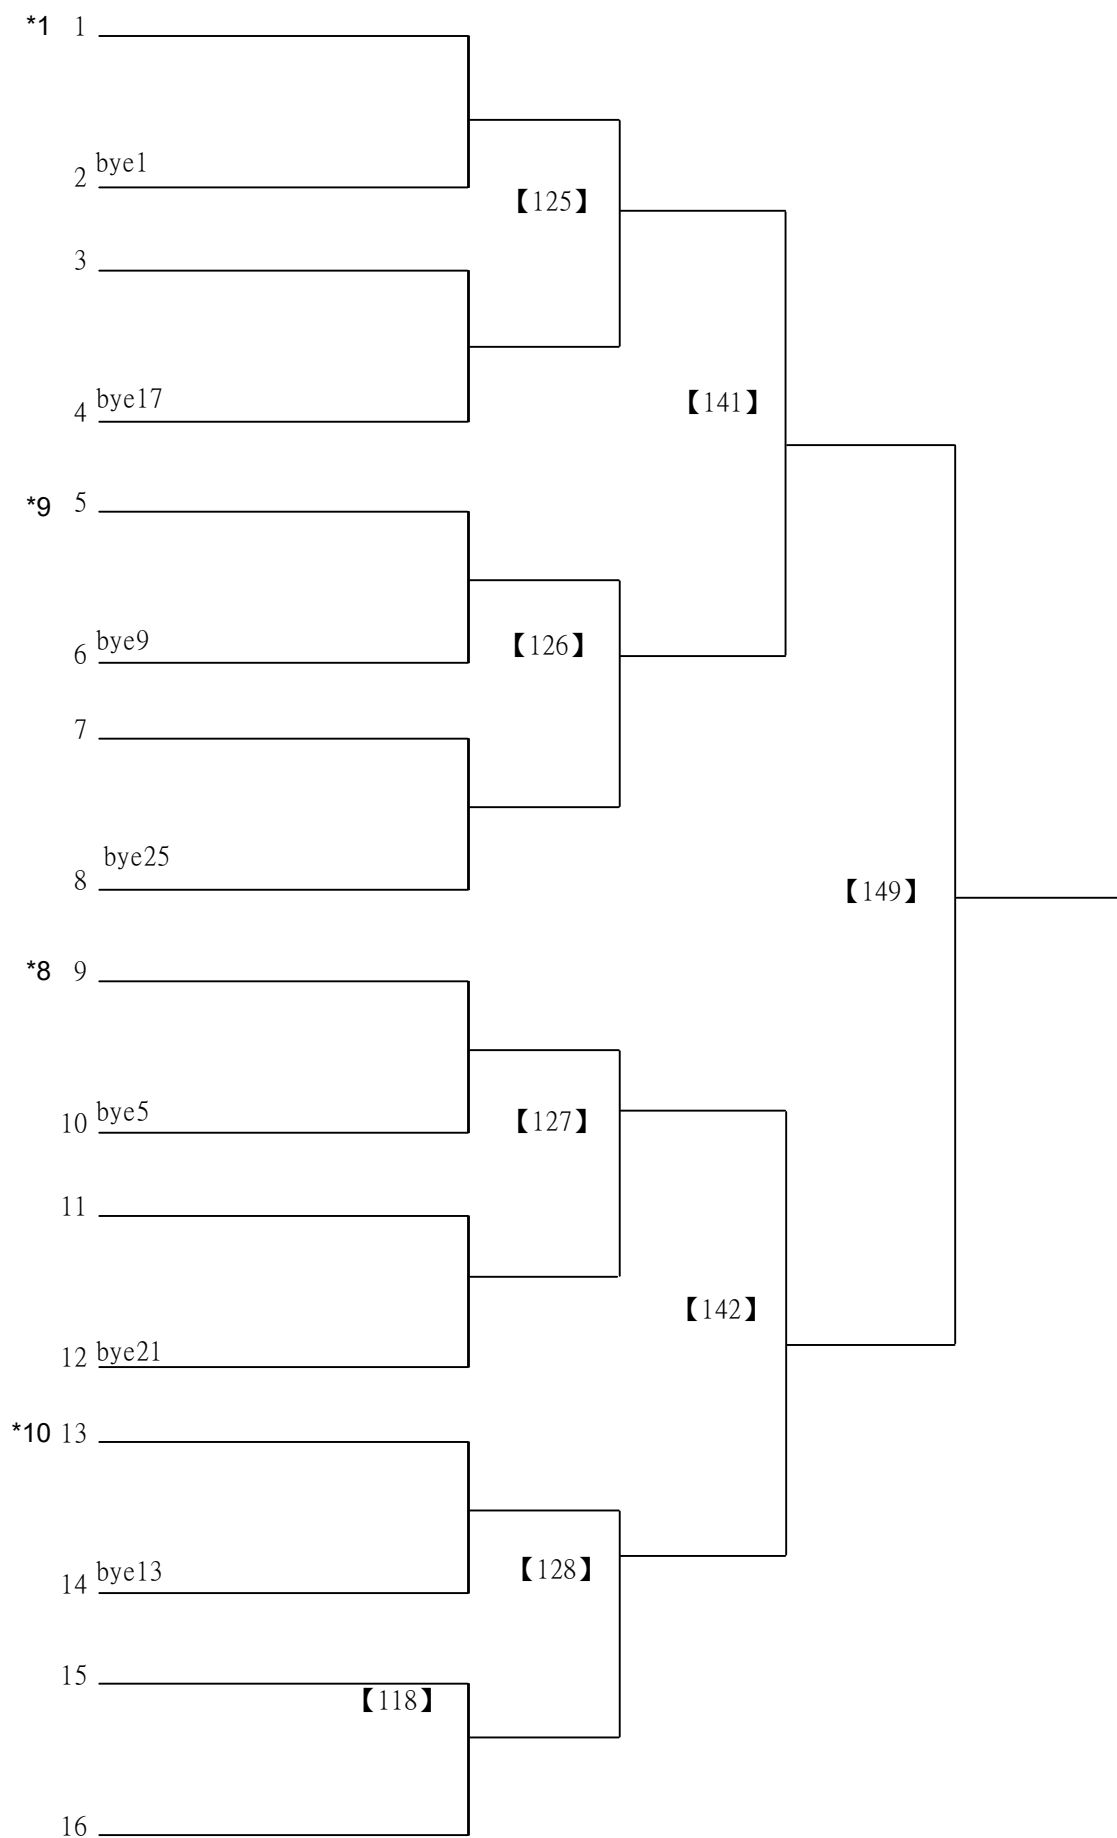 *1 1
2 bye1
【125】
3
4 bye17
【141】
*9 5
6 bye9
【126】
7
8 bye25
【149】
*8 9
10 bye5
【127】
11
【142】
12 bye21
*10 13
14 bye13
【128】
15
【118】
16